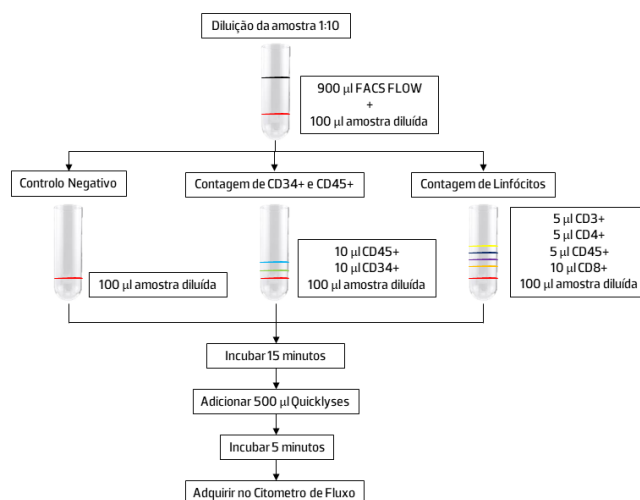 Diluição da amostra 1:10
900 µl FACS FLOW
+
100 µl amostra diluída
Controlo Negativo
Contagem de CD34+ e CD45+
Contagem de Linfócitos
100 µl amostra diluída
10 µl CD45+
10 µl CD34+
100 µl amostra diluída
5 µl CD3+
5 µl CD4+
5 µl CD45+
10 µl CD8+
100 µl amostra diluída
Incubar 15 minutos
Adicionar 500 µl Quicklyses
Incubar 5 minutos
Adquirir no Citometro de Fluxo